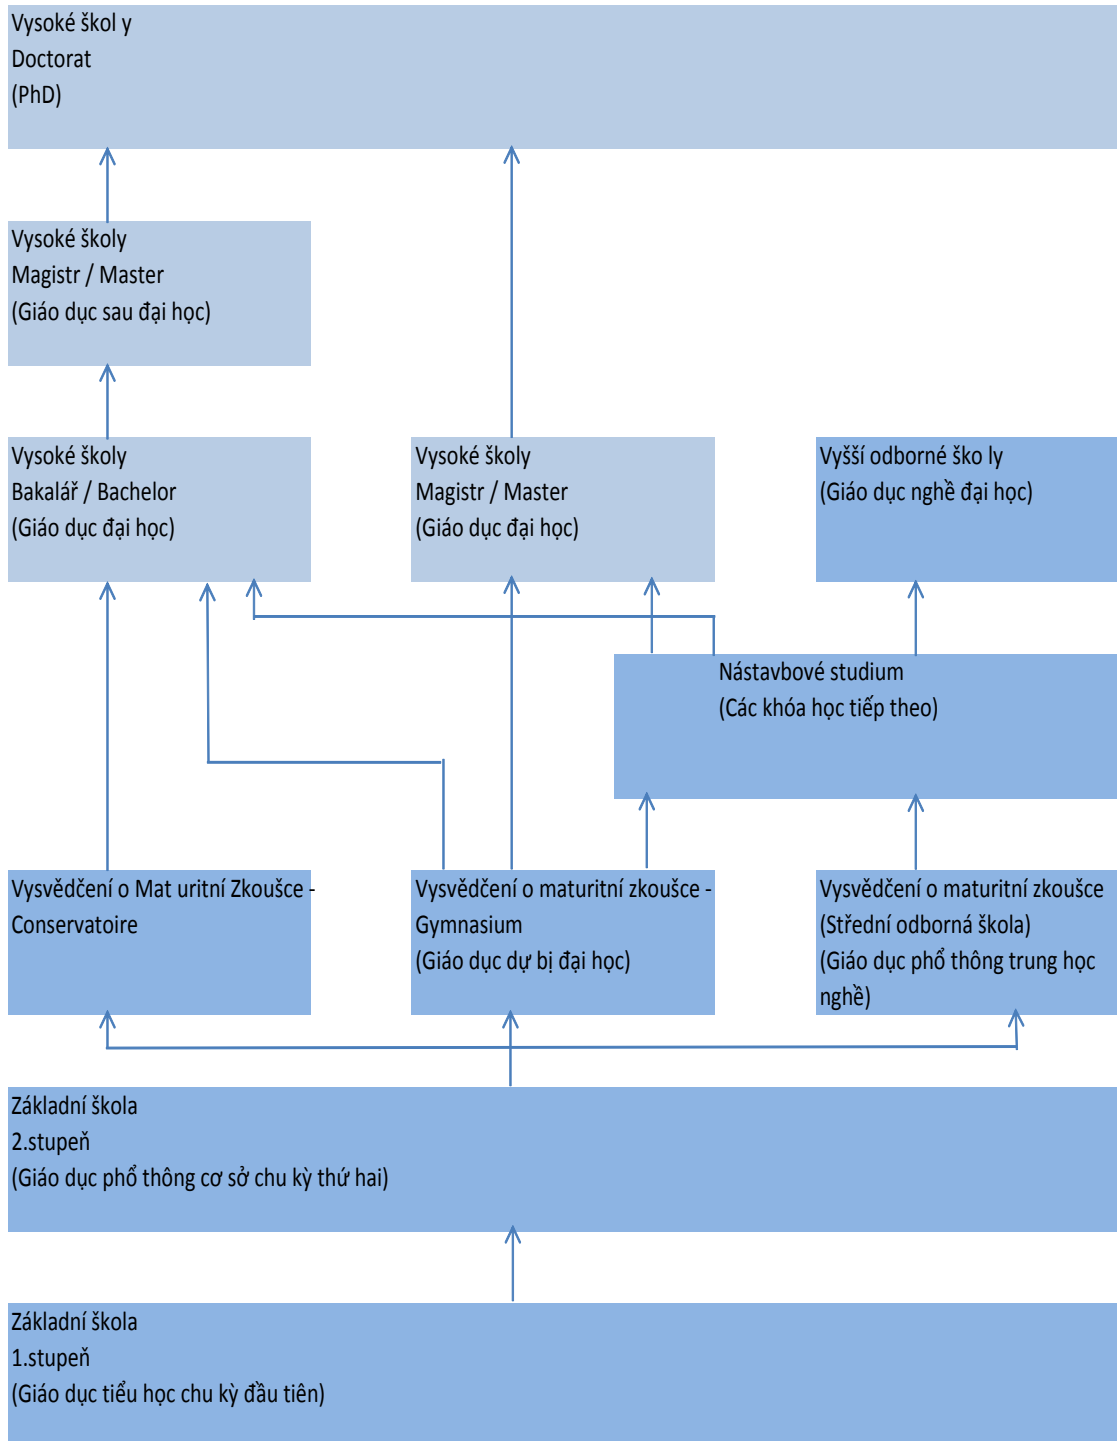 Vysoké škol y
Doctorat
(PhD)
Vysoké školy
Magistr / Master
(Giáo dục sau đại học)
Vysoké školy
Bakalář / Bachelor
(Giáo dục đại học)
Vysoké školy
Magistr / Master
(Giáo dục đại học)
Vyšší odborné ško ly
(Giáo dục nghề đại học)
Nástavbové studium
(Các khóa học tiếp theo)
Vysvědčení o Mat uritní Zkoušce -
Conservatoire
Vysvědčení o maturitní zkoušce -
Gymnasium
(Giáo dục dự bị đại học)
Vysvědčení o maturitní zkoušce
(Střední odborná škola)
(Giáo dục phổ thông trung học
nghề)
Základní škola
2.stupeň
(Giáo dục phổ thông cơ sở chu kỳ thứ hai)
Základní škola
1.stupeň
(Giáo dục tiểu học chu kỳ đầu tiên)